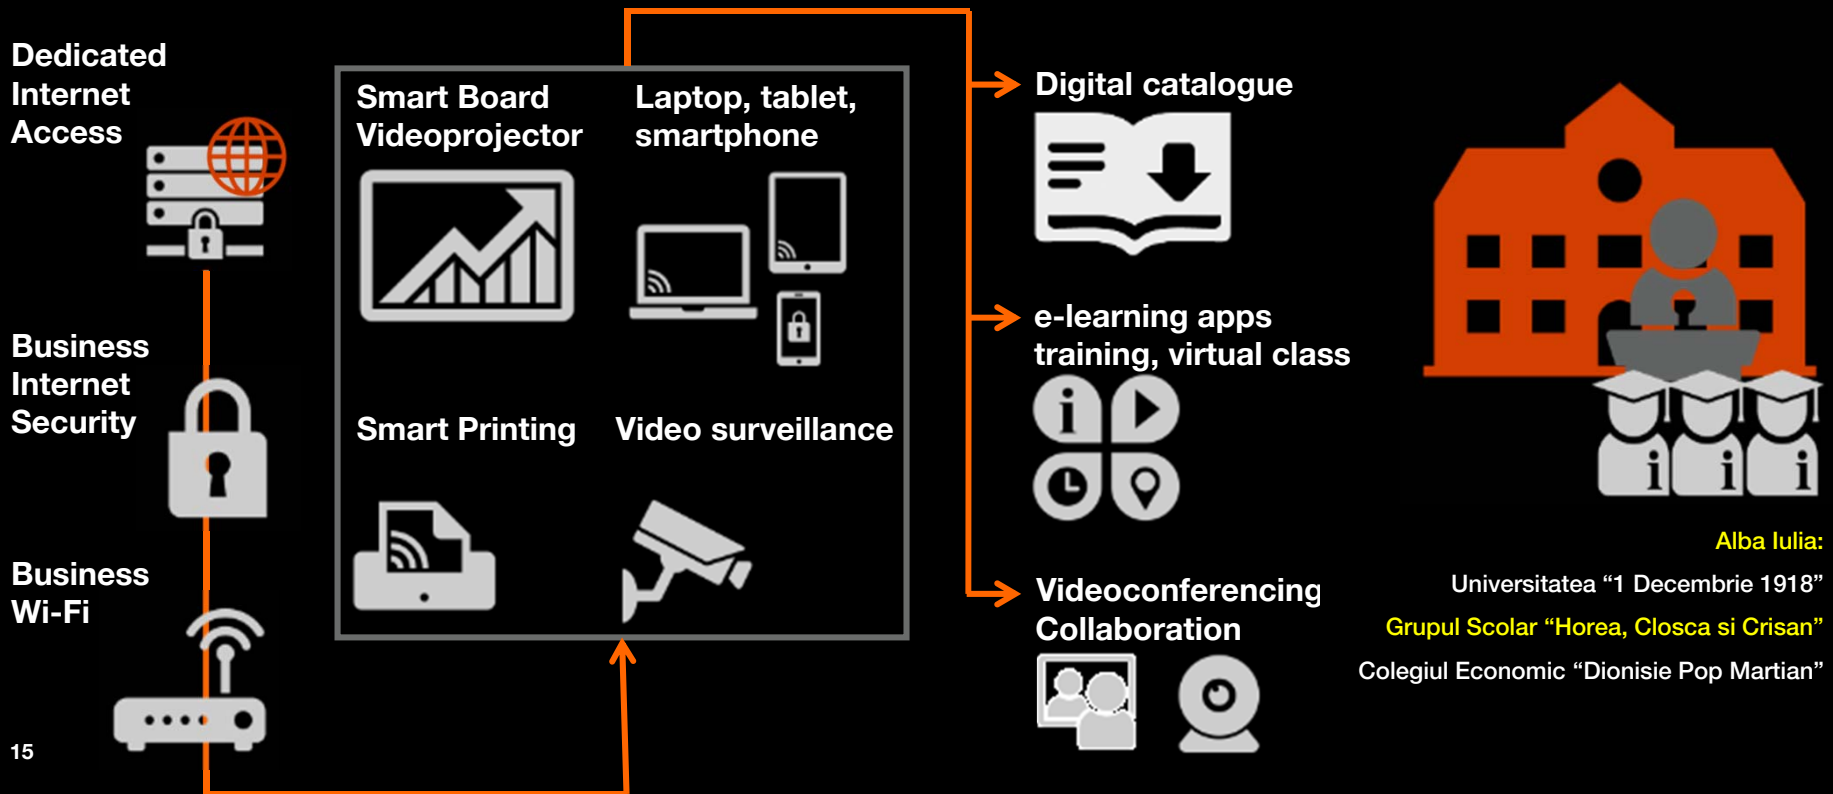 Dedicated
Internet
Access
Business
Internet
Security
Business
Wi-Fi
15
Smart Board
Videoprojector
Laptop, tablet,
smartphone
Smart Printing
Video surveillance
Digital catalogue
e-learning apps
training, virtual class
Videoconferencing
Collaboration
Alba Iulia:
Universitatea “1 Decembrie 1918”
Grupul Scolar “Horea, Closca si Crisan”
Colegiul Economic “Dionisie Pop Martian”